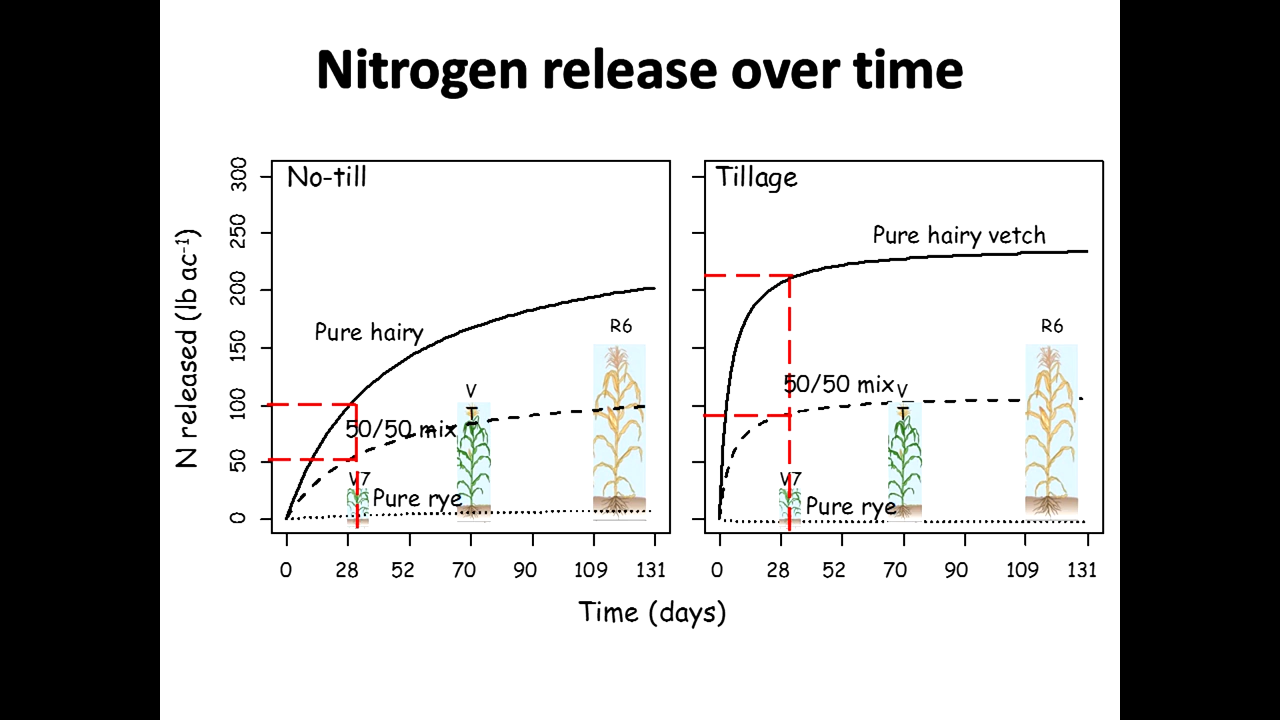 Nitrogen release over time
No-till
Tillage
N released (lb ac⁻¹)
300
250
200
150
100
50
0
Pure hairy
50/50 mix
V7
Pure rye
V
T
R6
Pure hairy vetch
50/50 mix
V7
Pure rye
V
T
R6
0 28 52 70 90 109 131
0 28 52 70 90 109 131
Time (days)